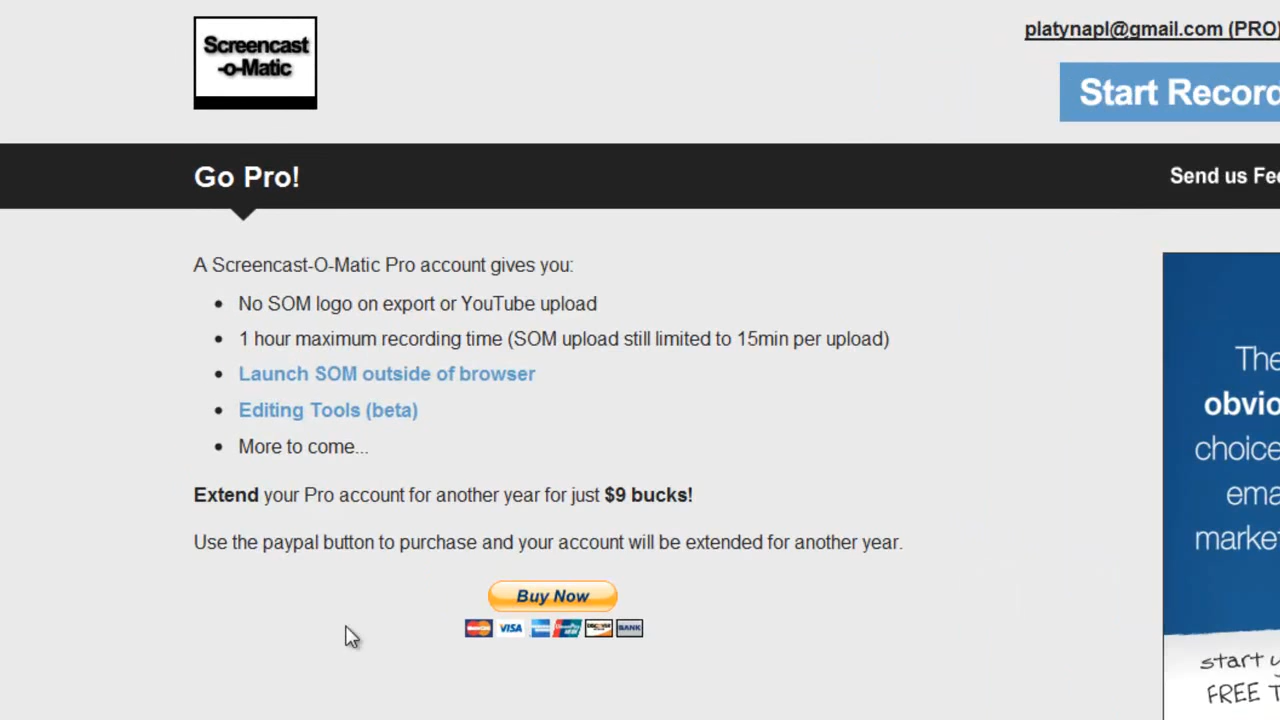 Screencast
-o-Matic
platynapl@gmail.com (PRO)
Start Record
Go Pro!
Send us Fee
A Screencast-O-Matic Pro account gives you:
No SOM logo on export or YouTube upload
1 hour maximum recording time (SOM upload still limited to 15min per upload)
Launch SOM outside of browser
Editing Tools (beta)
More to come...
Extend your Pro account for another year for just $9 bucks!
Use the paypal button to purchase and your account will be extended for another year.
Buy Now
VISA
BANK
The
obvio
choice
ema
marke
start y
FREE T